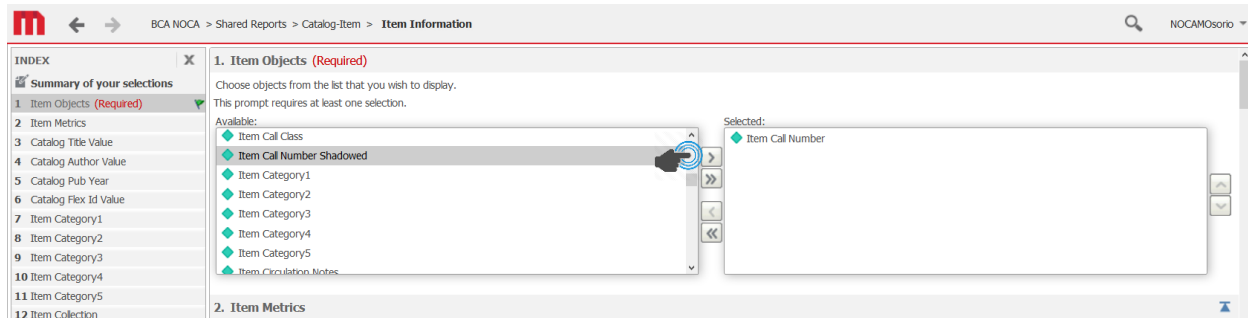 BCA NOCA > Shared Reports > Catalog-Item > Item Information
NOCAMOsorio
INDEX X
Summary of your selections
1 Item Objects (Required)
2 Item Metrics
3 Catalog Title Value
4 Catalog Author Value
5 Catalog Pub Year
6 Catalog Flex Id Value
7 Item Category1
8 Item Category2
9 Item Category3
10 Item Category4
11 Item Category5
12 Item Collection
1. Item Objects (Required)
Choose objects from the list that you wish to display.
This prompt requires at least one selection.
Available:
Item Call Class
Item Call Number Shadowed
Item Category1
Item Category2
Item Category3
Item Category4
Item Category5
Item Circulation Notes
Selected:
Item Call Number
2. Item Metrics